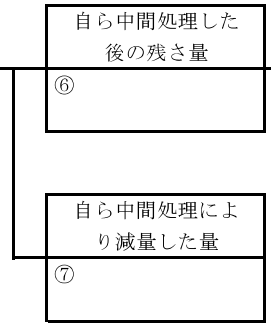 自ら中間処理した
後の残さ量
⑥
自ら中間処理によ
り減量した量
⑦